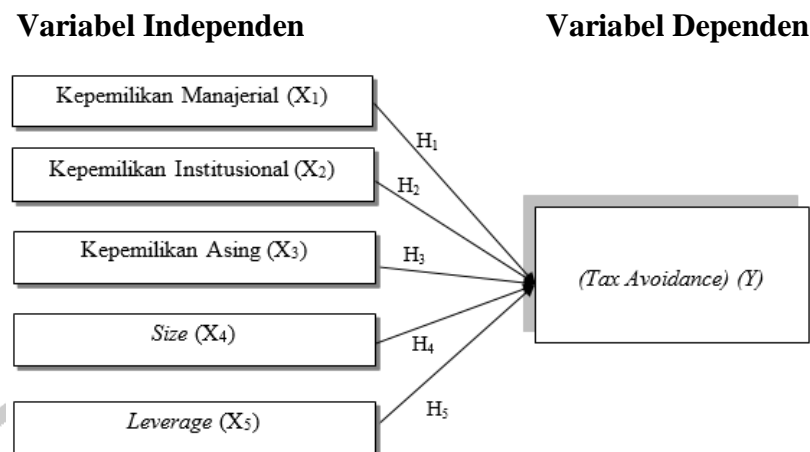 Variabel Independen
Variabel Dependen
Kepemilikan Manajerial (X1)
H1
Kepemilikan Institusional (X2)
H2
Kepemilikan Asing (X3)
H3
(Tax Avoidance) (Y)
Size (X4)
H4
Leverage (X5)
H5